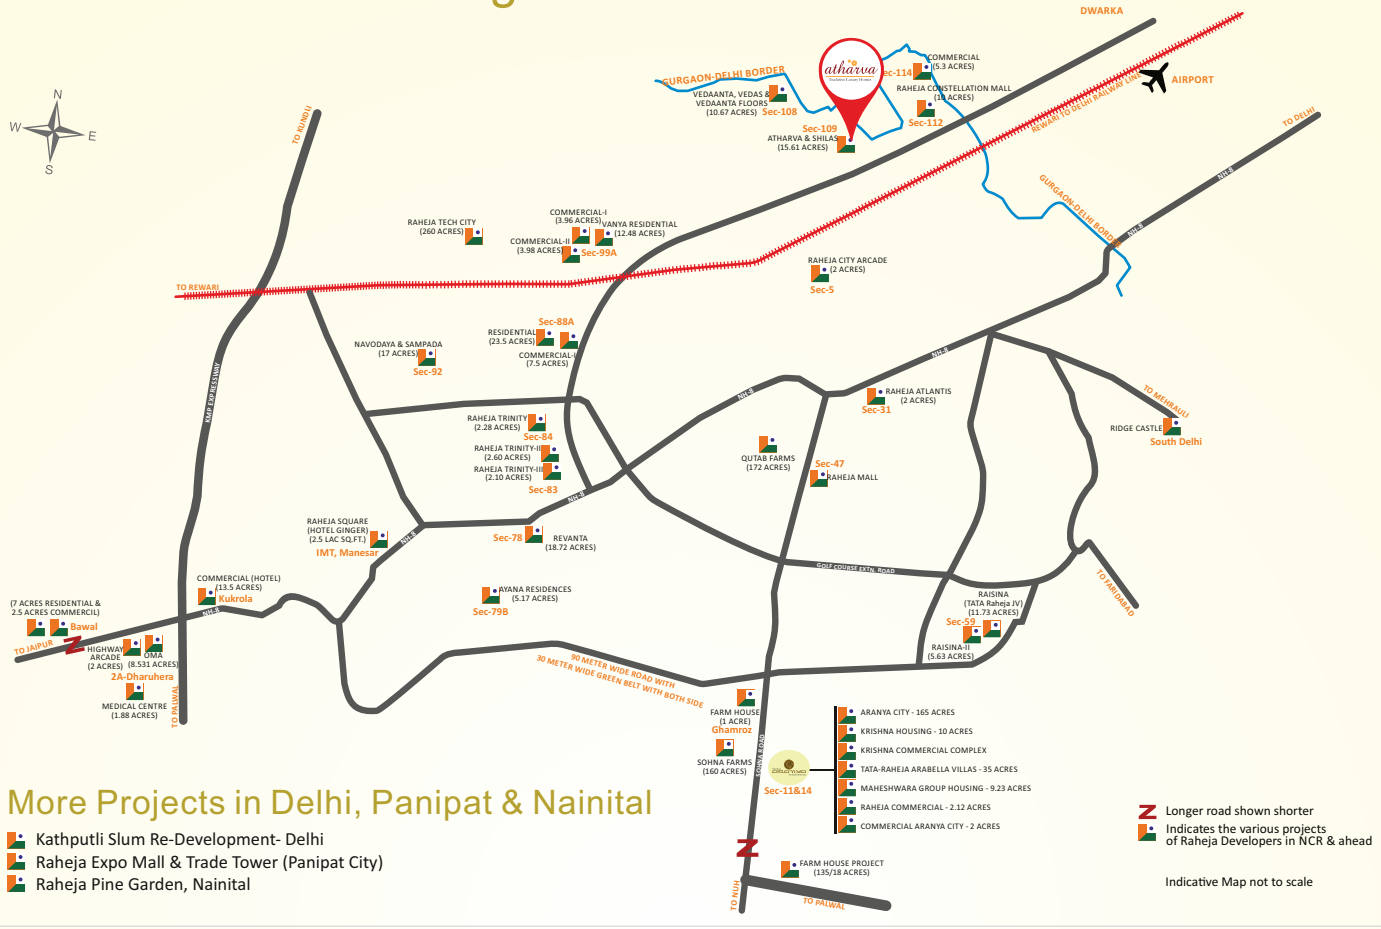 DWARKA
GURGAON-DELHI BORDER
VEDAANTA, VEDAS &
VEDAANTA FLOORS
(10.67 ACRES)
Sec-108
atharva
Sec-109
ATHARVA & SHILAS
(15.61 ACRES)
ec-114
COMMERCIAL
(5.3 ACRES)
RAHEJA CONSTELLATION MALL
(10 ACRES)
Sec-112
REWARI TO DELHI RAILWAY LINE
AIRPORT
TO DELHI
NH-8
NH-8
GURGAON-DELHI BORDER
N
W
E
S
TO KUNDLI
RAHEJA TECH CITY
(260 ACRES)
COMMERCIAL-I
(3.96 ACRES)
VANYA RESIDENTIAL
(12.48 ACRES)
COMMERCIAL-II
(3.98 ACRES)
Sec-99A
RAHEJA CITY ARCADE
(2 ACRES)
Sec-5
TO REWARI
Sec-88A
RESIDENTIAL
(23.5 ACRES)
COMMERCIAL-I
(7.5 ACRES)
NAVODAYA & SAMPADA
(17 ACRES)
Sec-92
KMP EXPRESSWAY
NH-8
NH-8
RAHEJA ATLANTIS
(2 ACRES)
Sec-31
TO MEHRAULI
RIDGE CASTLE
South Delhi
RAHEJA TRINITY
(2.28 ACRES)
Sec-84
RAHEJA TRINITY-II
(2.60 ACRES)
RAHEJA TRINITY-III
(2.10 ACRES)
Sec-83
NH-8
QUTAB FARMS
(172 ACRES)
Sec-47
RAHEJA MALL
RAHEJA SQUARE
(HOTEL GINGER)
(2.5 LAC SQ.FT.)
IMT, Manesar
NH-8
Sec-78
REVANTA
(18.72 ACRES)
GOLF COURSE EXTN. ROAD
TO FARIDABAD
COMMERCIAL (HOTEL)
(13.5 ACRES)
Kukrola
NH-8
AYANA RESIDENCES
(5.17 ACRES)
Sec-79B
RAISINA
(TATA Raheja JV)
(11.73 ACRES)
Sec-59
RAISINA-II
(5.63 ACRES)
(7 ACRES RESIDENTIAL &
2.5 ACRES COMMERCIL)
Bawal
TO JAIPUR
HIGHWAY
ARCADE
(2 ACRES)
OMA
(8.531 ACRES)
2A-Dharuhera
MEDICAL CENTRE
(1.88 ACRES)
TO PALWAL
90 METER WIDE ROAD WITH
30 METER WIDE GREEN BELT WITH BOTH SIDE
FARM HOUSE
(1 ACRE)
Ghamroz
SOHNA FARMS
(160 ACRES)
SOHNA ROAD
Sec-11&14
ARANYA CITY - 165 ACRES
KRISHNA HOUSING - 10 ACRES
KRISHNA COMMERCIAL COMPLEX
TATA-RAHEJA ARABELLA VILLAS - 35 ACRES
MAHESHWARA GROUP HOUSING - 9.23 ACRES
RAHEJA COMMERCIAL - 2.12 ACRES
COMMERCIAL ARANYA CITY - 2 ACRES
FARM HOUSE PROJECT
(135/18 ACRES)
TO NUH
TO PALWAL
More Projects in Delhi, Panipat & Nainital
Kathputli Slum Re-Development- Delhi
Raheja Expo Mall & Trade Tower (Panipat City)
Raheja Pine Garden, Nainital
Longer road shown shorter
Indicates the various projects
of Raheja Developers in NCR & ahead
Indicative Map not to scale